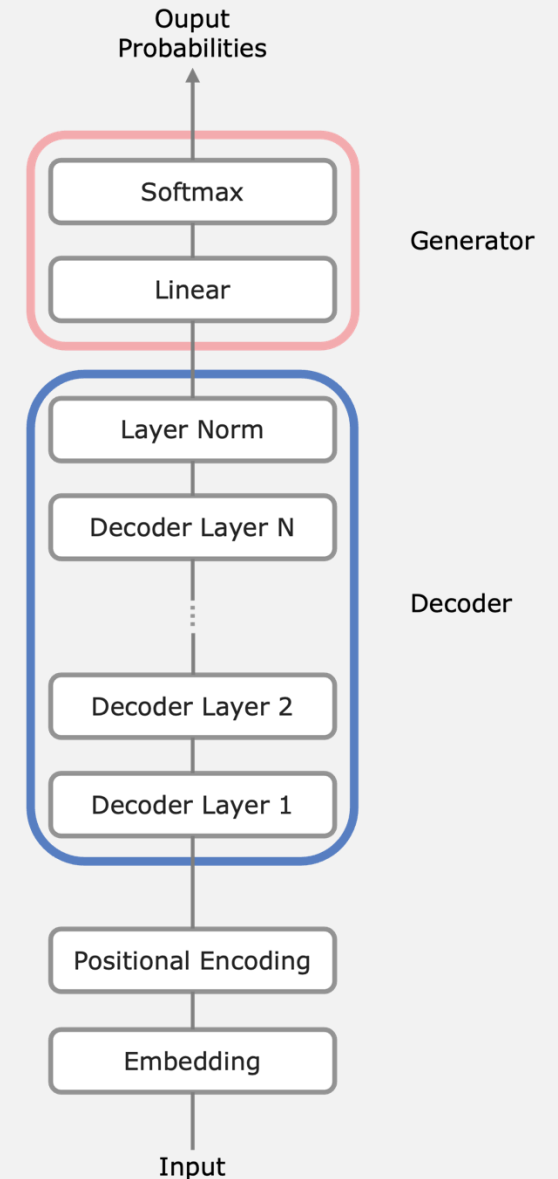 Ouput
Probabilities
Softmax
Generator
Linear
Layer Norm
Decoder Layer N
Decoder
Decoder Layer 2
Decoder Layer 1
Positional Encoding
Embedding
Input